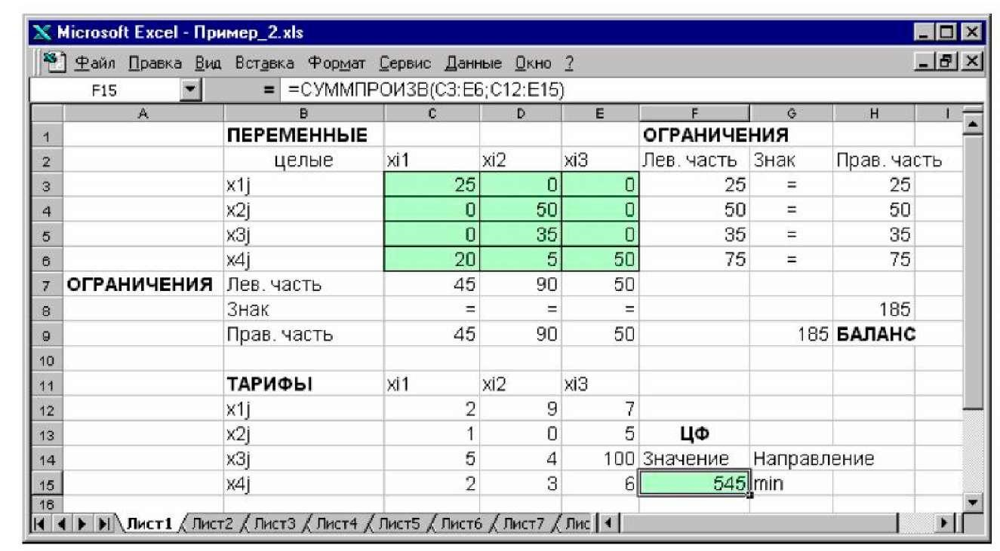 Microsoft Excel - Пример_2.xls
Файл Правка Вид Вставка Формат Сервис Данные Окно ?
F15 = =СУММПРОИЗВ(C3:E6;C12:E15)
A B C D E F G H I
1 ПЕРЕМЕННЫЕ ОГРАНИЧЕНИЯ
2 целые xi1 xi2 xi3 Лев. часть Знак Прав. часть
3 x1j 25 0 0 25 = 25
4 x2j 0 50 0 50 = 50
5 x3j 0 35 0 35 = 35
6 x4j 20 5 50 75 = 75
7 ОГРАНИЧЕНИЯ Лев. часть 45 90 50
8 Знак = = = 185
9 Прав. часть 45 90 50 185 БАЛАНС
10
11 ТАРИФЫ xi1 xi2 xi3
12 x1j 2 9 7
13 x2j 1 0 5 ЦФ
14 x3j 5 4 100 Значение Направление
15 x4j 2 3 6 545 min
16
Лист1 Лист2 Лист3 Лист4 Лист5 Лист6 Лист7 Лис